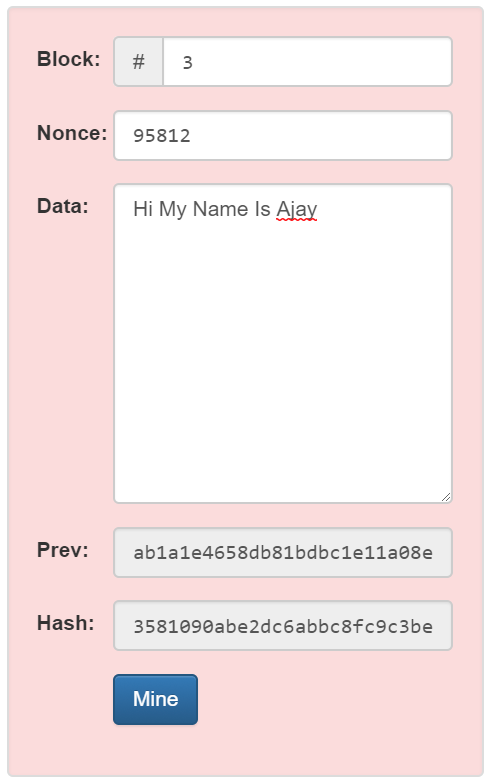 Block: # 3
Nonce: 95812
Data: Hi My Name Is Ajay
Prev: ab1a1e4658db81bdbc1e11a08e
Hash: 3581090abe2dc6abbc8fc9c3be
Mine